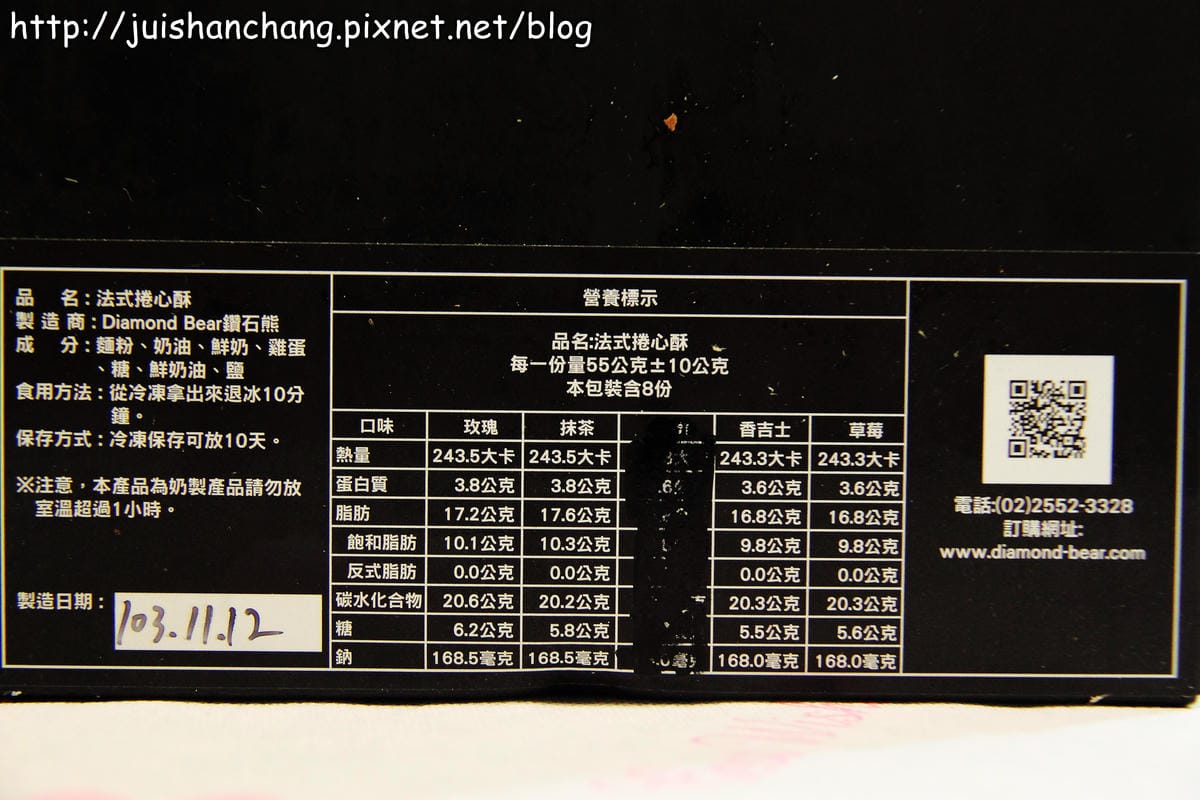 http://juishanchang.pixnet.net/blog
品 名：法式捲心酥
製造商：Diamond Bear鑽石熊
成 分：麵粉、奶油、鮮奶、雞蛋
、糖、鮮奶油、鹽
食用方法：從冷凍拿出來退冰10分
鐘。
保存方式：冷凍保存可放10天。
※注意，本產品為奶製產品請勿放
室溫超過1小時。
製造日期：103.11.12
營養標示
品名:法式捲心酥
每一份量55公克±10公克
本包裝含8份
口味 玫瑰 抹茶 香吉士 草莓
熱量 243.5大卡 243.5大卡 243.3大卡 243.3大卡
蛋白質 3.8公克 3.8公克 3.6公克 3.6公克
脂肪 17.2公克 17.6公克 16.8公克 16.8公克
飽和脂肪 10.1公克 10.3公克 9.8公克 9.8公克
反式脂肪 0.0公克 0.0公克 0.0公克 0.0公克
碳水化合物 20.6公克 20.2公克 20.3公克 20.3公克
糖 6.2公克 5.8公克 5.5公克 5.6公克
鈉 168.5毫克 168.5毫克 168.0毫克 168.0毫克
電話:(02)2552-3328
訂購網址:
www.diamond-bear.com